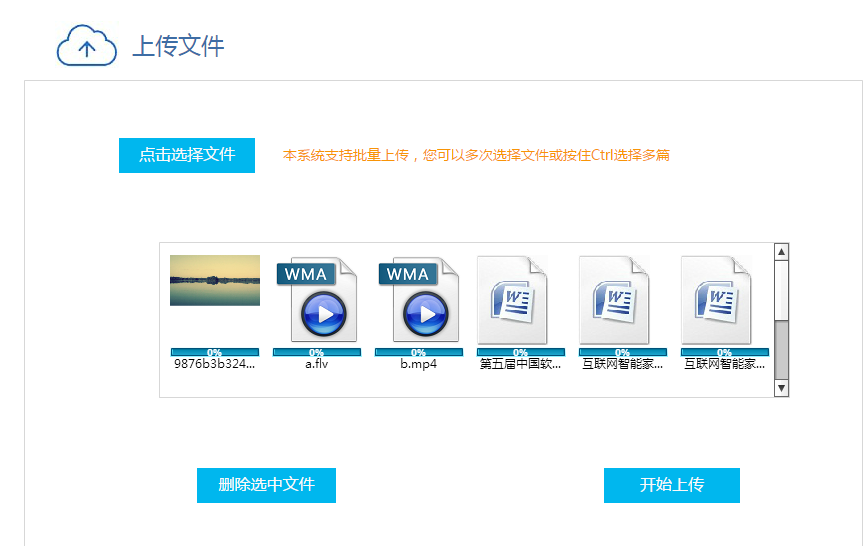 上传文件
点击选择文件
本系统支持批量上传，您可以多次选择文件或按住Ctrl选择多篇
WMA
WMA
W
W
W
0%
0%
0%
0%
0%
0%
9876b3b324...
a.flv
b.mp4
第五届中国软...
互联网智能家...
互联网智能家...
删除选中文件
开始上传